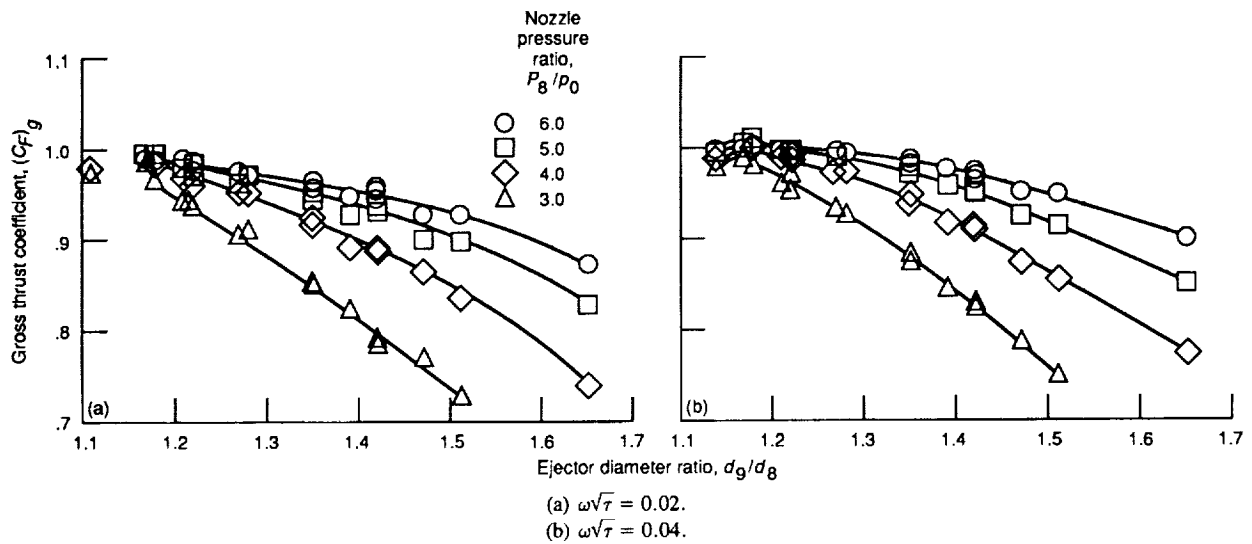 Nozzle
pressure
ratio,
P8/p0
6.0
5.0
4.0
3.0
Gross thrust coefficient, (CF)g
1.1
1.0
.9
.8
.7
(a)
1.1 1.2 1.3 1.4 1.5 1.6 1.7
(b)
1.1 1.2 1.3 1.4 1.5 1.6 1.7
Ejector diameter ratio, d9/d8
(a) ω√τ = 0.02.
(b) ω√τ = 0.04.